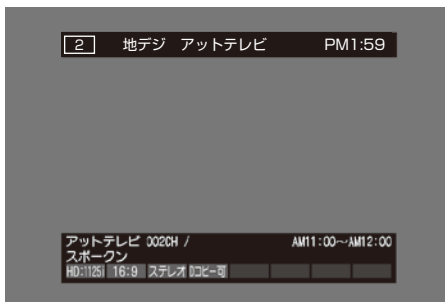 2 地デジ アットテレビ PM1:59
アットテレビ 002CH / AM11:00〜AM12:00
スポークン
HD:1125i 16:9 ステレオ Dコピー可